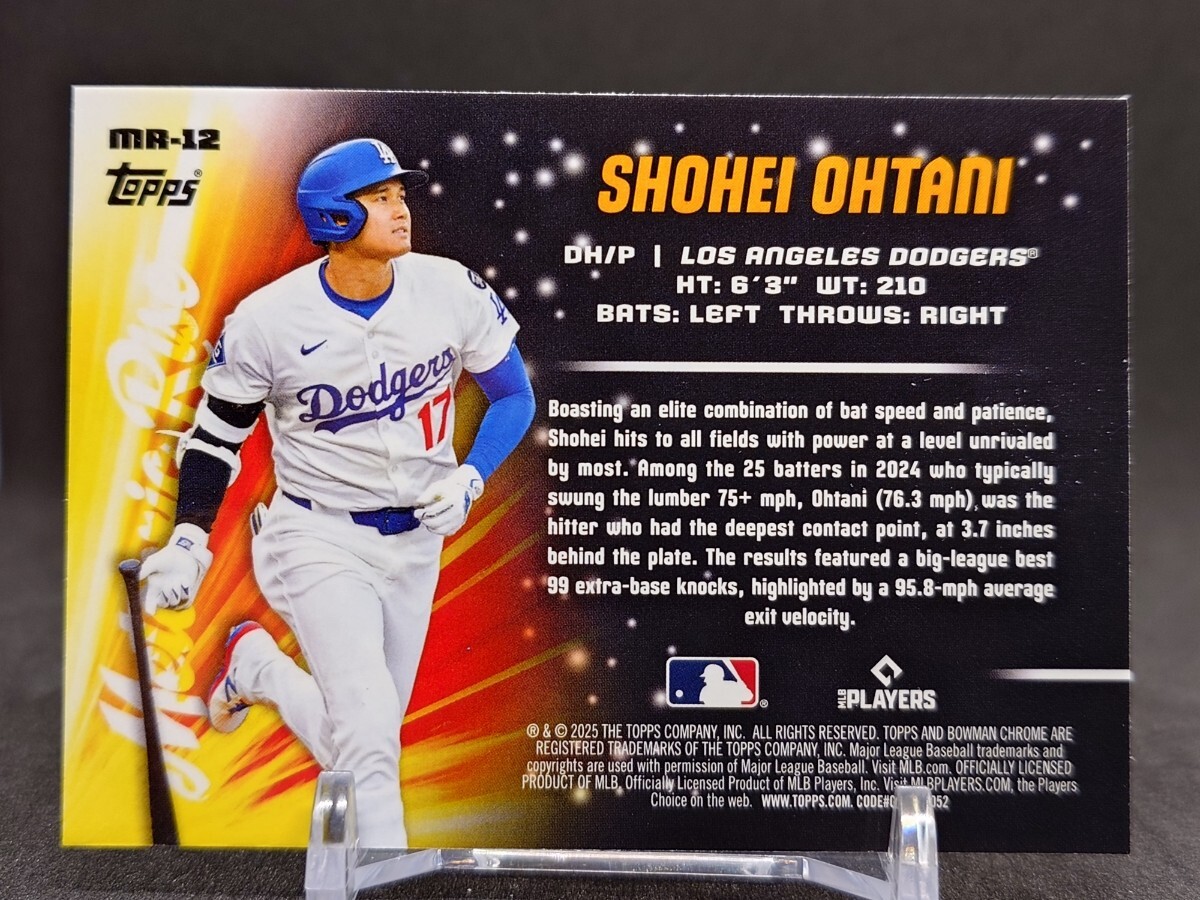 MR-12
Topps®
SHOHEI OHTANI
DH/P | LOS ANGELES DODGERS®
HT: 6'3" WT: 210
BATS: LEFT THROWS: RIGHT
Boasting an elite combination of bat speed and patience,
Shohei hits to all fields with power at a level unrivaled
by most. Among the 25 batters in 2024 who typically
swung the lumber 75+ mph, Ohtani (76.3 mph) was the
hitter who had the deepest contact point, at 3.7 inches
behind the plate. The results featured a big-league best
99 extra-base knocks, highlighted by a 95.8-mph average
exit velocity.
Dodgers
17
LA
MLB PLAYERS
® & © 2025 THE TOPPS COMPANY, INC. ALL RIGHTS RESERVED. TOPPS AND BOWMAN CHROME ARE
REGISTERED TRADEMARKS OF THE TOPPS COMPANY, INC. Major League Baseball trademarks and
copyrights are used with permission of Major League Baseball. Visit MLB.com. OFFICIALLY LICENSED
PRODUCT OF MLB, Officially Licensed Product of MLB Players, Inc. Visit MLBPLAYERS.COM, the Players
Choice on the web. WWW.TOPPS.COM.